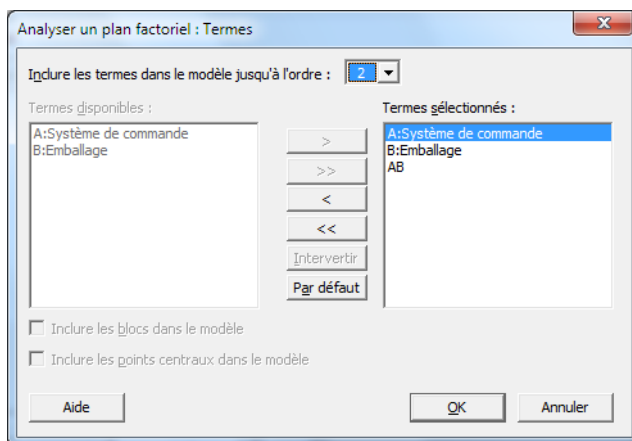 Analyser un plan factoriel : Termes
Inclure les termes dans le modèle jusqu'à l'ordre : 2
Termes disponibles :
A:Système de commande
B:Emballage
>
>>
<
<<
Intervertir
Par défaut
Termes sélectionnés :
A:Système de commande
B:Emballage
AB
Inclure les blocs dans le modèle
Inclure les points centraux dans le modèle
Aide
OK
Annuler